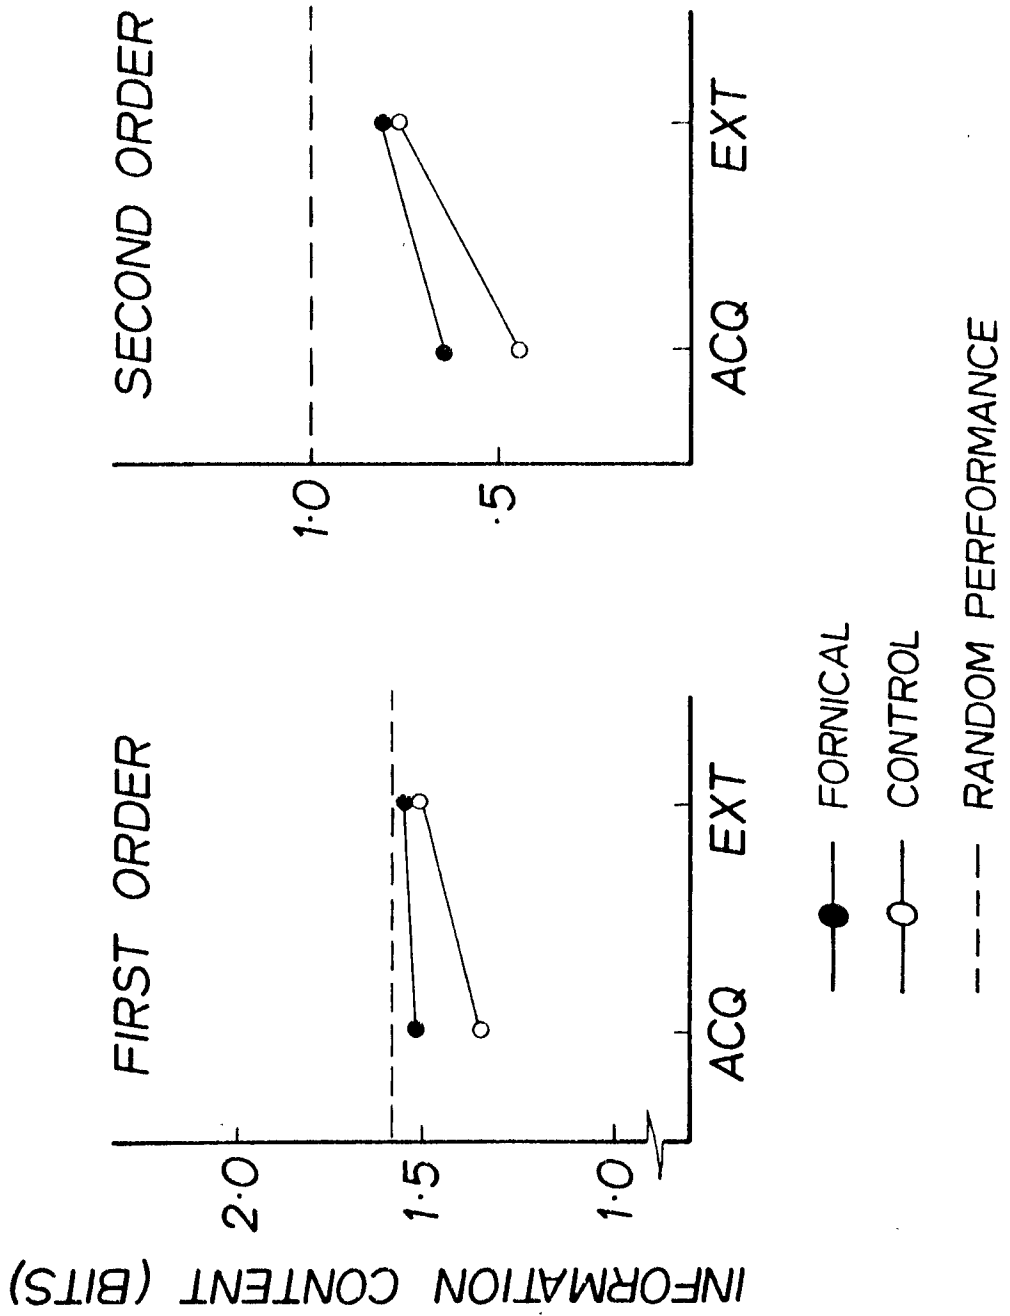 FIRST ORDER
SECOND ORDER
INFORMATION CONTENT (BITS)
2·0
1·5
1·0
ACQ EXT
1·0
·5
ACQ EXT
FORNICAL
CONTROL
RANDOM PERFORMANCE